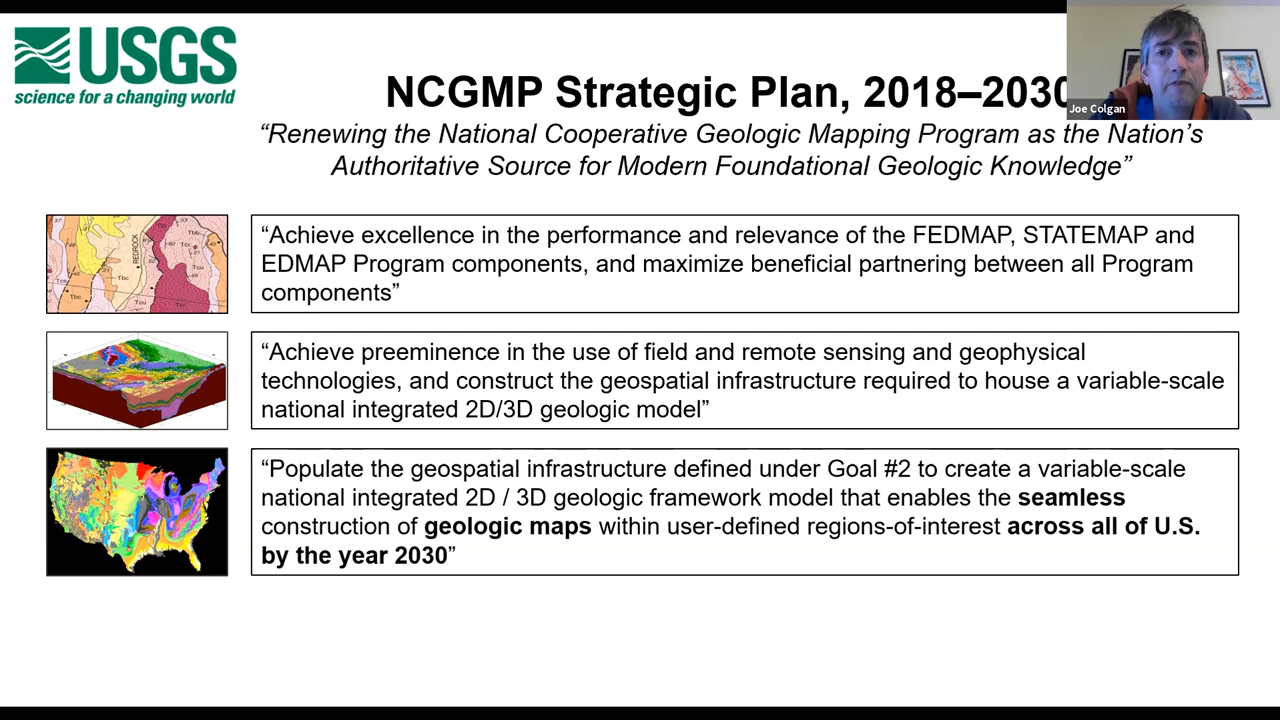 USGS
science for a changing world
Joe Colgan
NCGMP Strategic Plan, 2018–2030
“Renewing the National Cooperative Geologic Mapping Program as the Nation’s
Authoritative Source for Modern Foundational Geologic Knowledge”
REDROCK
Tbb
Tcu
Tbc
Tbc
Tcu
“Achieve excellence in the performance and relevance of the FEDMAP, STATEMAP and
EDMAP Program components, and maximize beneficial partnering between all Program
components”
“Achieve preeminence in the use of field and remote sensing and geophysical
technologies, and construct the geospatial infrastructure required to house a variable-scale
national integrated 2D/3D geologic model”
“Populate the geospatial infrastructure defined under Goal #2 to create a variable-scale
national integrated 2D / 3D geologic framework model that enables the seamless
construction of geologic maps within user-defined regions-of-interest across all of U.S.
by the year 2030”